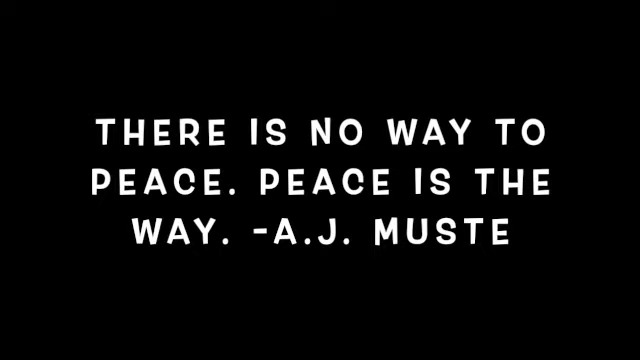 THERE IS NO WAY TO
PEACE. PEACE IS THE
WAY. -A.J. MUSTE